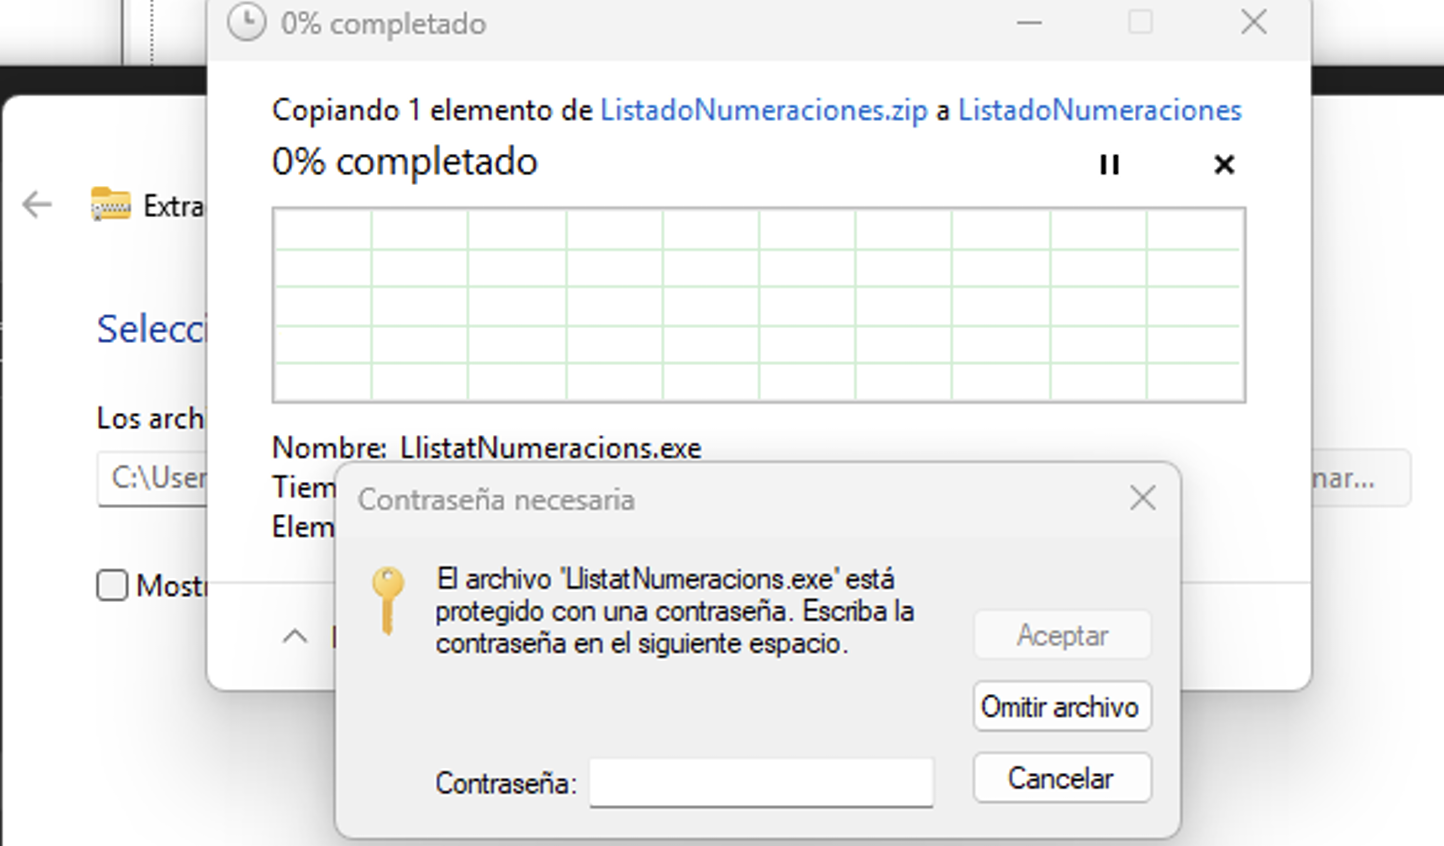 0% completado
Copiando 1 elemento de ListadoNumeraciones.zip a ListadoNumeraciones
0% completado
Extra
Selecci
Los arch
C:\User
nar...
Mostr
Nombre: LlistatNumeracions.exe
Tiem
Elem
Contraseña necesaria
El archivo 'LlistatNumeracions.exe' está
protegido con una contraseña. Escriba la
contraseña en el siguiente espacio.
Aceptar
Omitir archivo
Contraseña:
Cancelar